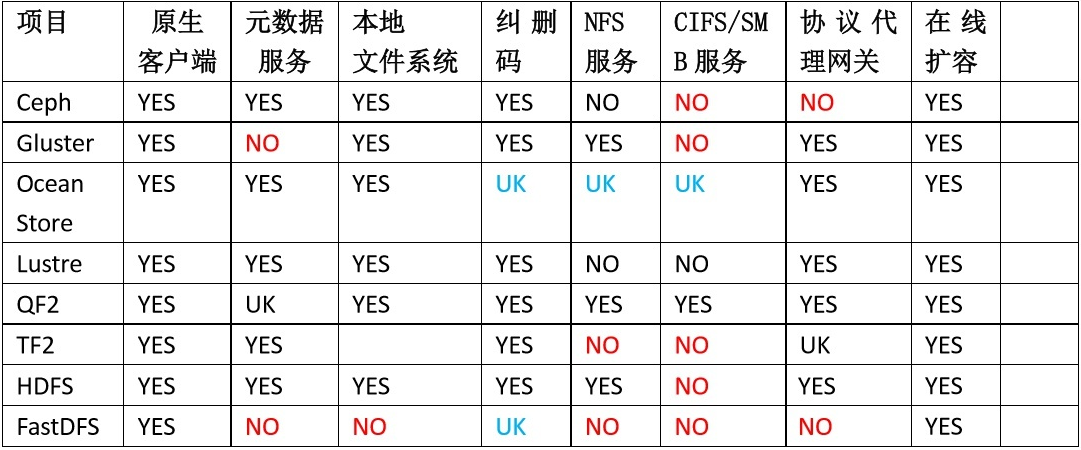 项目 原生客户端 元数据服务 本地文件系统 纠删码 NFS服务 CIFS/SMB服务 协议代理网关 在线扩容
Ceph YES YES YES YES NO NO NO YES
Gluster YES NO YES YES YES NO YES YES
Ocean Store YES YES YES UK UK UK YES YES
Lustre YES YES YES YES NO NO YES YES
QF2 YES UK YES YES YES YES YES YES
TF2 YES YES YES NO NO UK YES
HDFS YES YES YES YES YES NO YES YES
FastDFS YES NO NO UK NO NO NO YES